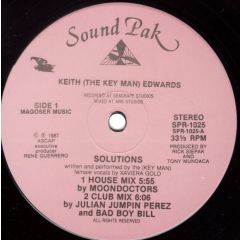 Sound Pak
KEITH (THE KEY MAN) EDWARDS
RECORDED AT SEAGRAPE STUDIOS
MIXED AT ARS STUDIOS
SIDE 1
MAGOSER MUSIC
STEREO
SPR-1025
SPR-1025-A
33⅓ RPM
℗ © 1987
ASCAP
executive
producer
RENE GUERRERO
PRODUCED BY
RICK SIEPAK
and
TONY MUNDACA
SOLUTIONS
written and performed by the (KEY MAN)
female vocals by XAVIERA GOLD
1 HOUSE MIX 5:55
by MOONDOCTORS
2 CLUB MIX 6:06
by JULIAN JUMPIN PEREZ
and BAD BOY BILL
All rights reserved.